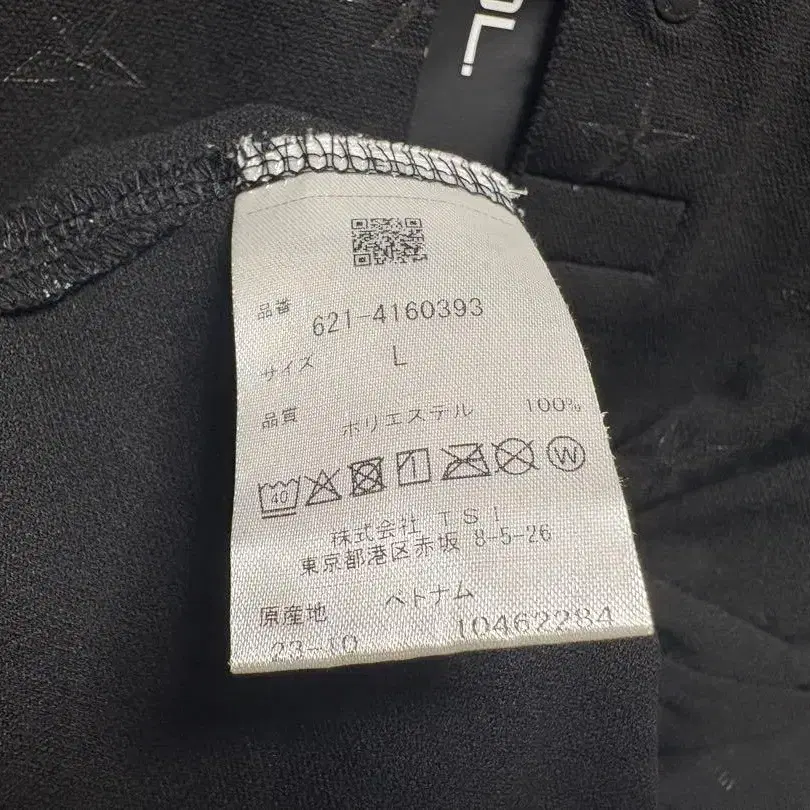 品番 621-4160393
サイズ L
品質 ポリエステル 100%
40
W
株式会社 TSI
東京都港区赤坂 8-5-26
原産地 ベトナム
23-10 10462284